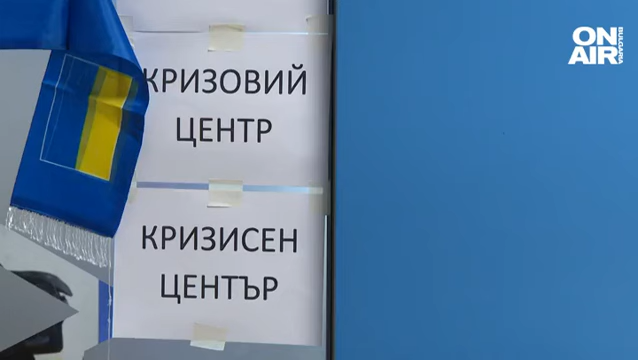 КРИЗОВИЙ
ЦЕНТР
КРИЗИСЕН
ЦЕНТЪР
ON
AIR
BULGARIA